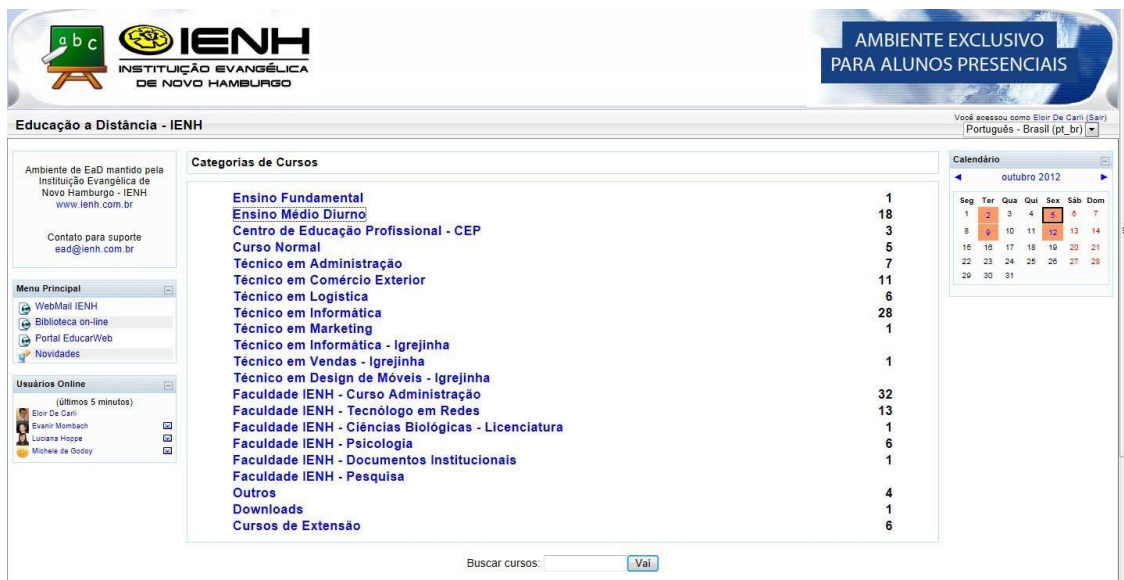 a b c
IENH
INSTITUIÇÃO EVANGÉLICA
DE NOVO HAMBURGO
AMBIENTE EXCLUSIVO
PARA ALUNOS PRESENCIAIS
Educação a Distância - IENH
Você acessou como Eloir De Carli (Sair)
Português - Brasil (pt_br)
Ambiente de EaD mantido pela
Instituição Evangélica de
Novo Hamburgo - IENH
www.ienh.com.br
Contato para suporte
ead@ienh.com.br
Menu Principal
WebMail IENH
Biblioteca on-line
Portal EducarWeb
Novidades
Usuários Online
(últimos 5 minutos)
Eloir De Carli
Evanir Mombach
Luciana Hoppe
Michele de Godoy
Categorias de Cursos
Ensino Fundamental 1
Ensino Médio Diurno 18
Centro de Educação Profissional - CEP 3
Curso Normal 5
Técnico em Administração 7
Técnico em Comércio Exterior 11
Técnico em Logística 6
Técnico em Informática 28
Técnico em Marketing 1
Técnico em Informática - Igrejinha
Técnico em Vendas - Igrejinha 1
Técnico em Design de Móveis - Igrejinha
Faculdade IENH - Curso Administração 32
Faculdade IENH - Tecnólogo em Redes 13
Faculdade IENH - Ciências Biológicas - Licenciatura 1
Faculdade IENH - Psicologia 6
Faculdade IENH - Documentos Institucionais 1
Faculdade IENH - Pesquisa
Outros 4
Downloads 1
Cursos de Extensão 6
Buscar cursos: Vai
Calendário
outubro 2012
Seg Ter Qua Qui Sex Sáb Dom
1 2 3 4 5 6 7
8 9 10 11 12 13 14
15 16 17 18 19 20 21
22 23 24 25 26 27 28
29 30 31